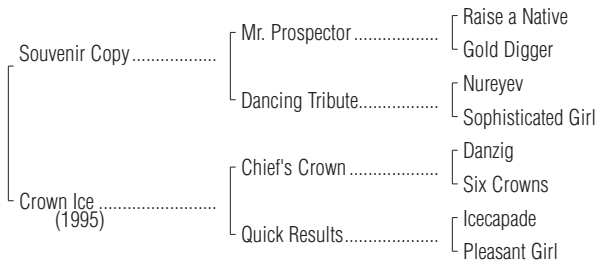 Raise a Native
Mr. Prospector ..................
Gold Digger
Souvenir Copy ..................
Nureyev
Dancing Tribute .................
Sophisticated Girl
Danzig
Chief's Crown ...................
Six Crowns
Crown Ice .........................
(1995)
Icecapade
Quick Results ....................
Pleasant Girl